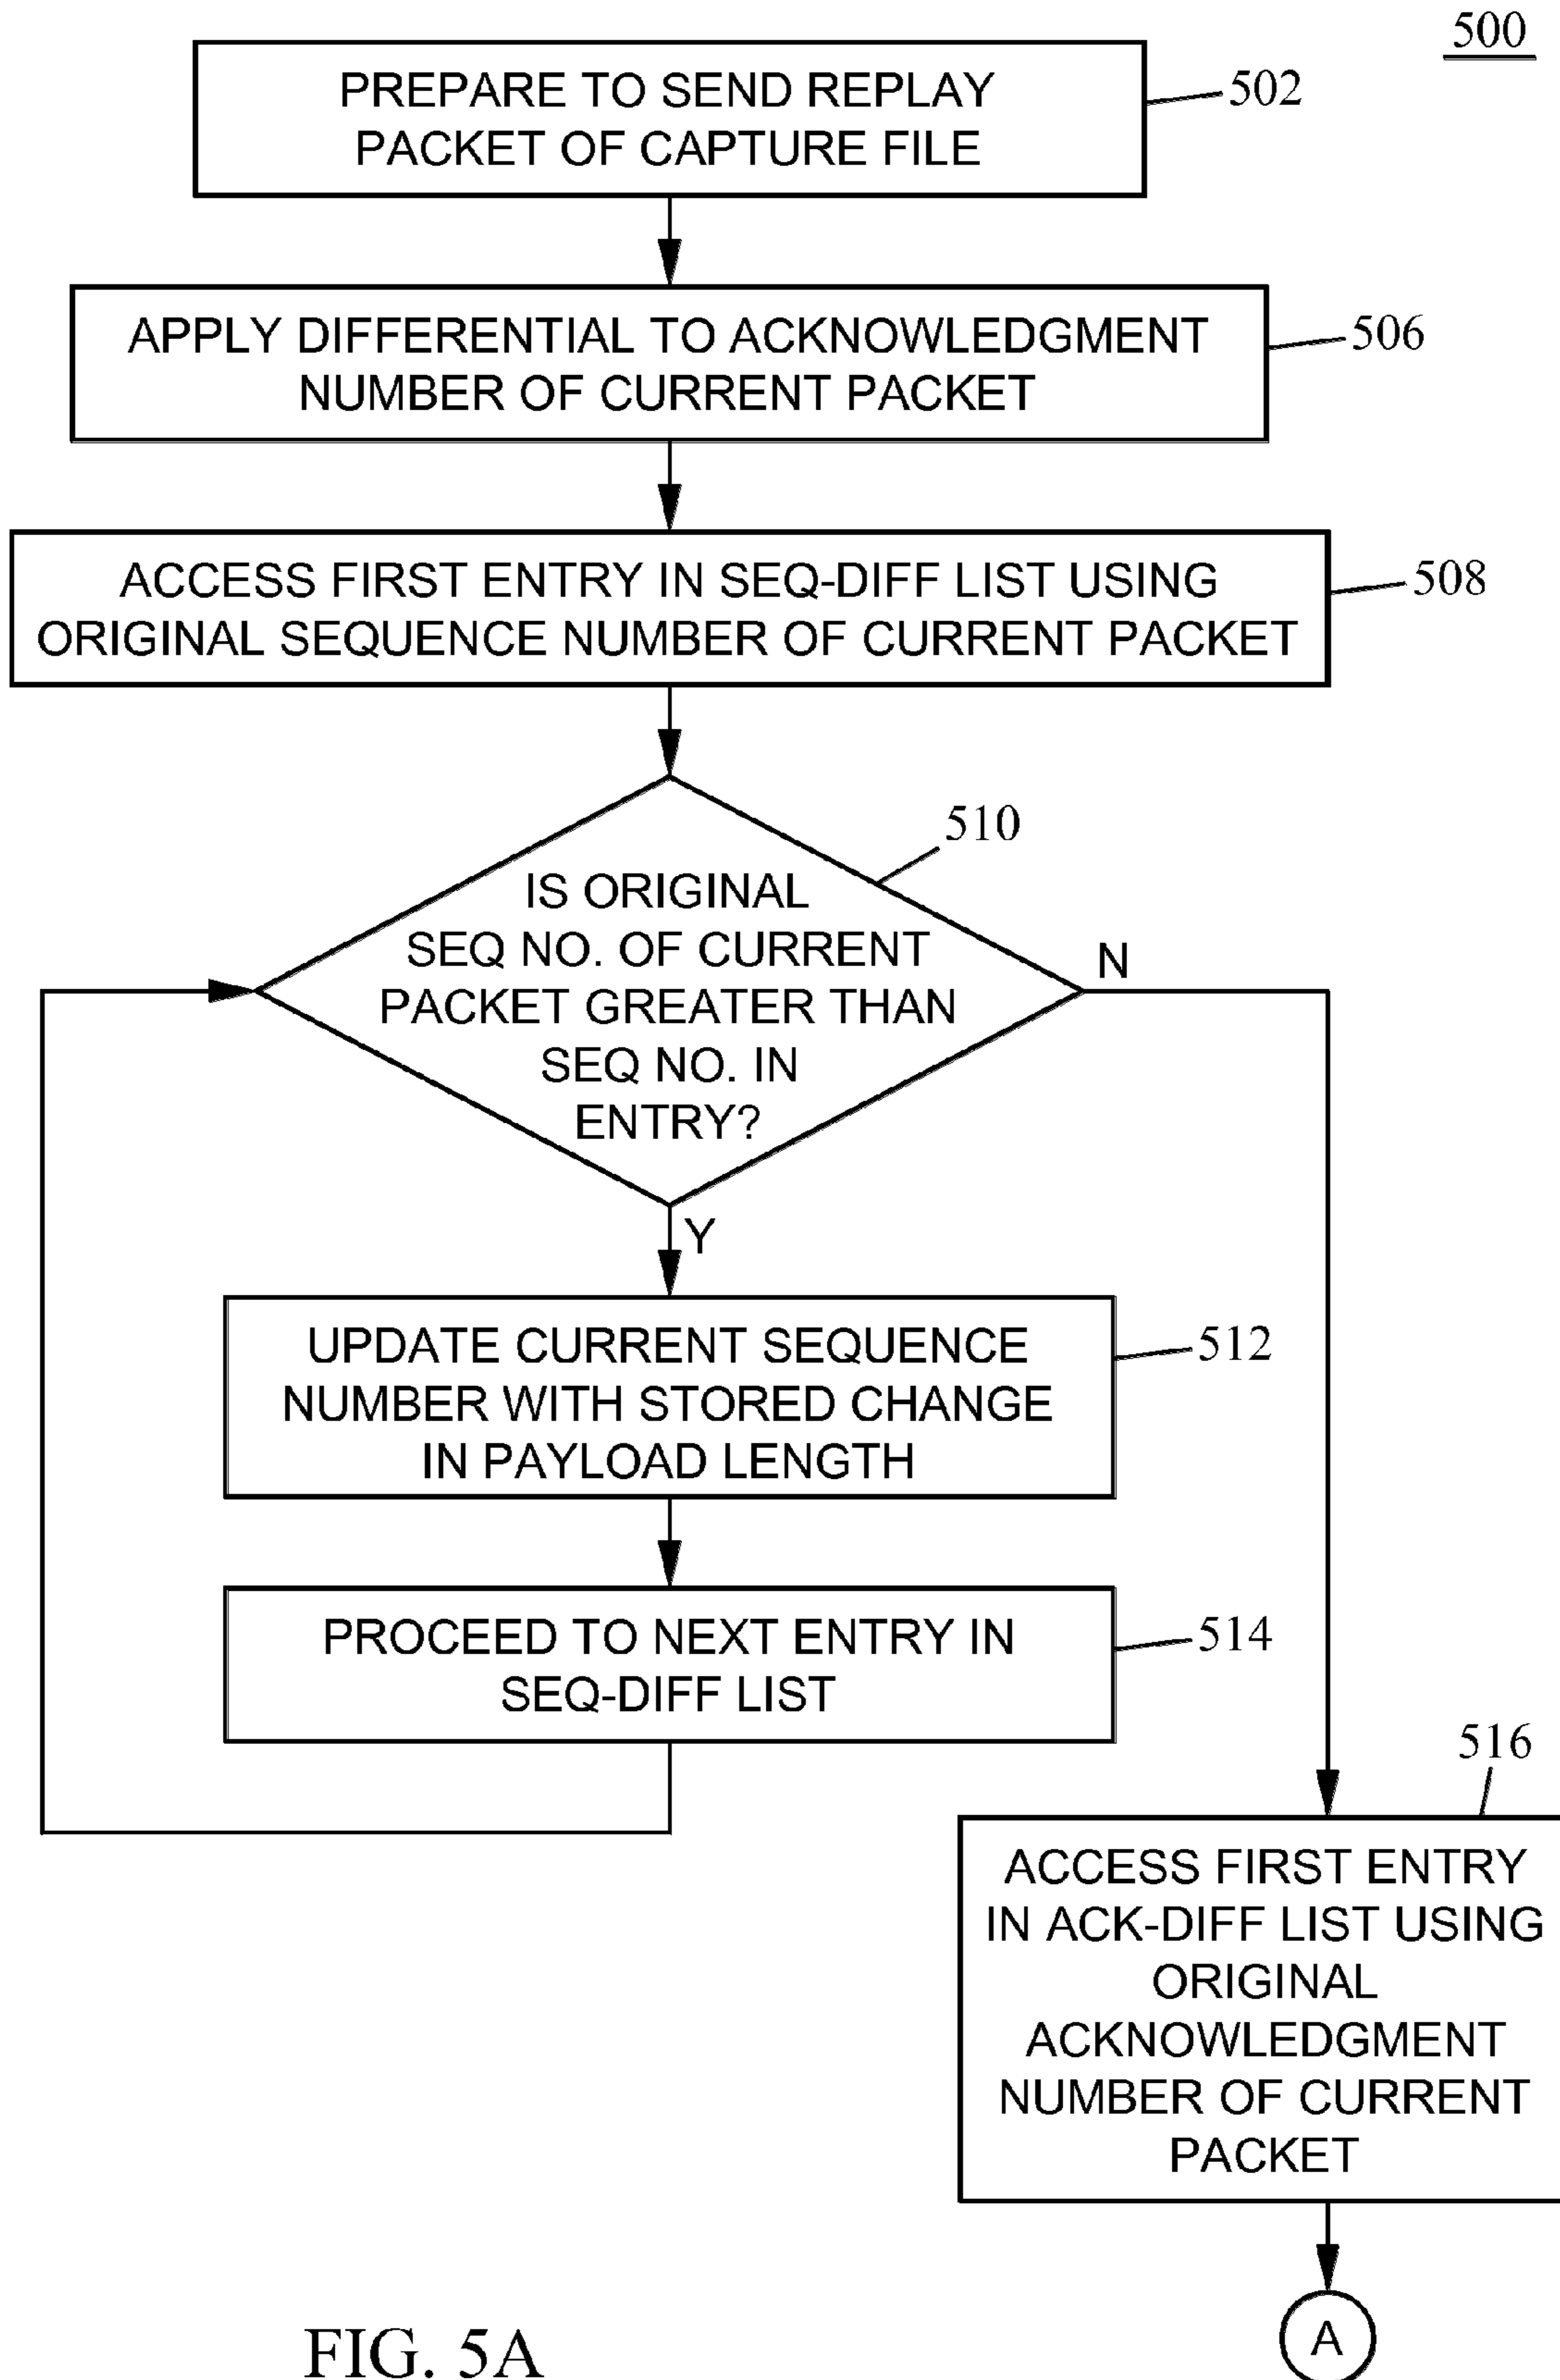 500
PREPARE TO SEND REPLAY
PACKET OF CAPTURE FILE
502
APPLY DIFFERENTIAL TO ACKNOWLEDGMENT
NUMBER OF CURRENT PACKET
506
ACCESS FIRST ENTRY IN SEQ-DIFF LIST USING
ORIGINAL SEQUENCE NUMBER OF CURRENT PACKET
508
510
IS ORIGINAL
SEQ NO. OF CURRENT
PACKET GREATER THAN
SEQ NO. IN
ENTRY?
N
Y
UPDATE CURRENT SEQUENCE
NUMBER WITH STORED CHANGE
IN PAYLOAD LENGTH
512
PROCEED TO NEXT ENTRY IN
SEQ-DIFF LIST
514
516
ACCESS FIRST ENTRY
IN ACK-DIFF LIST USING
ORIGINAL
ACKNOWLEDGMENT
NUMBER OF CURRENT
PACKET
A
FIG. 5A